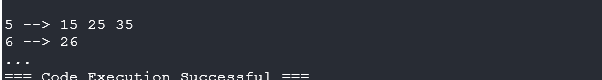 5 --> 15 25 35
6 --> 26
...
=== Code Execution Successful ===